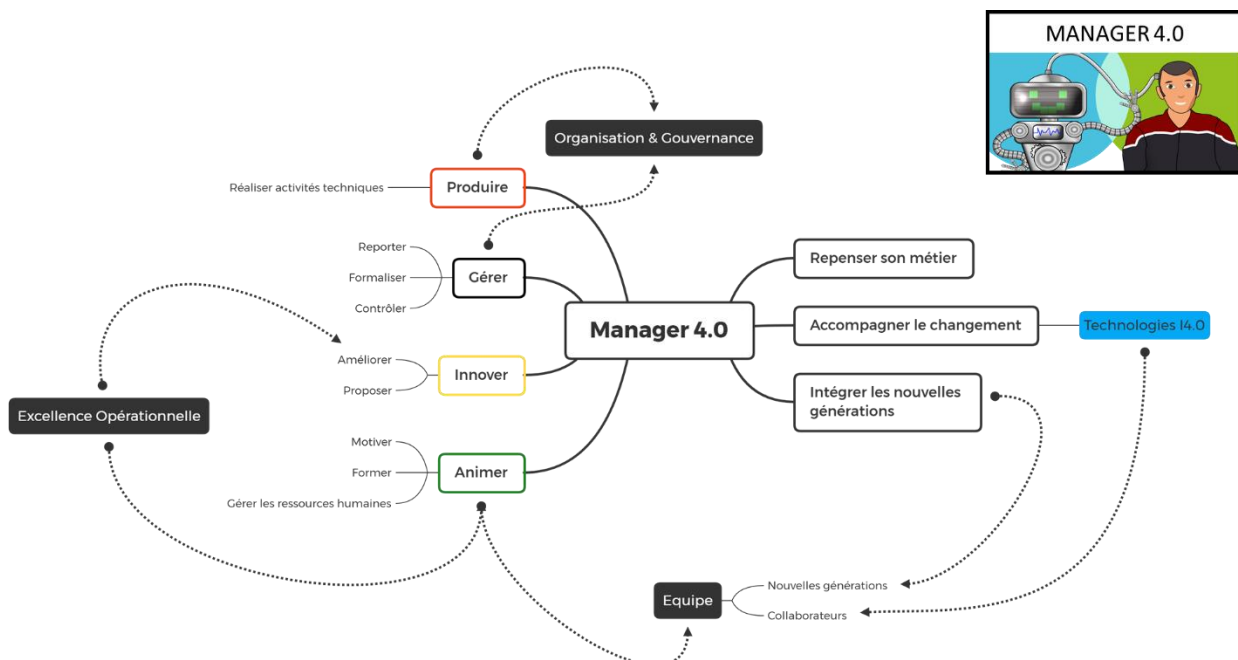 MANAGER 4.0
Organisation & Gouvernance
Réaliser activités techniques
Produire
Reporter
Formaliser
Contrôler
Gérer
Améliorer
Proposer
Innover
Excellence Opérationnelle
Motiver
Former
Gérer les ressources humaines
Animer
Manager 4.0
Repenser son métier
Accompagner le changement
Technologies I4.0
Intégrer les nouvelles
générations
Equipe
Nouvelles générations
Collaborateurs